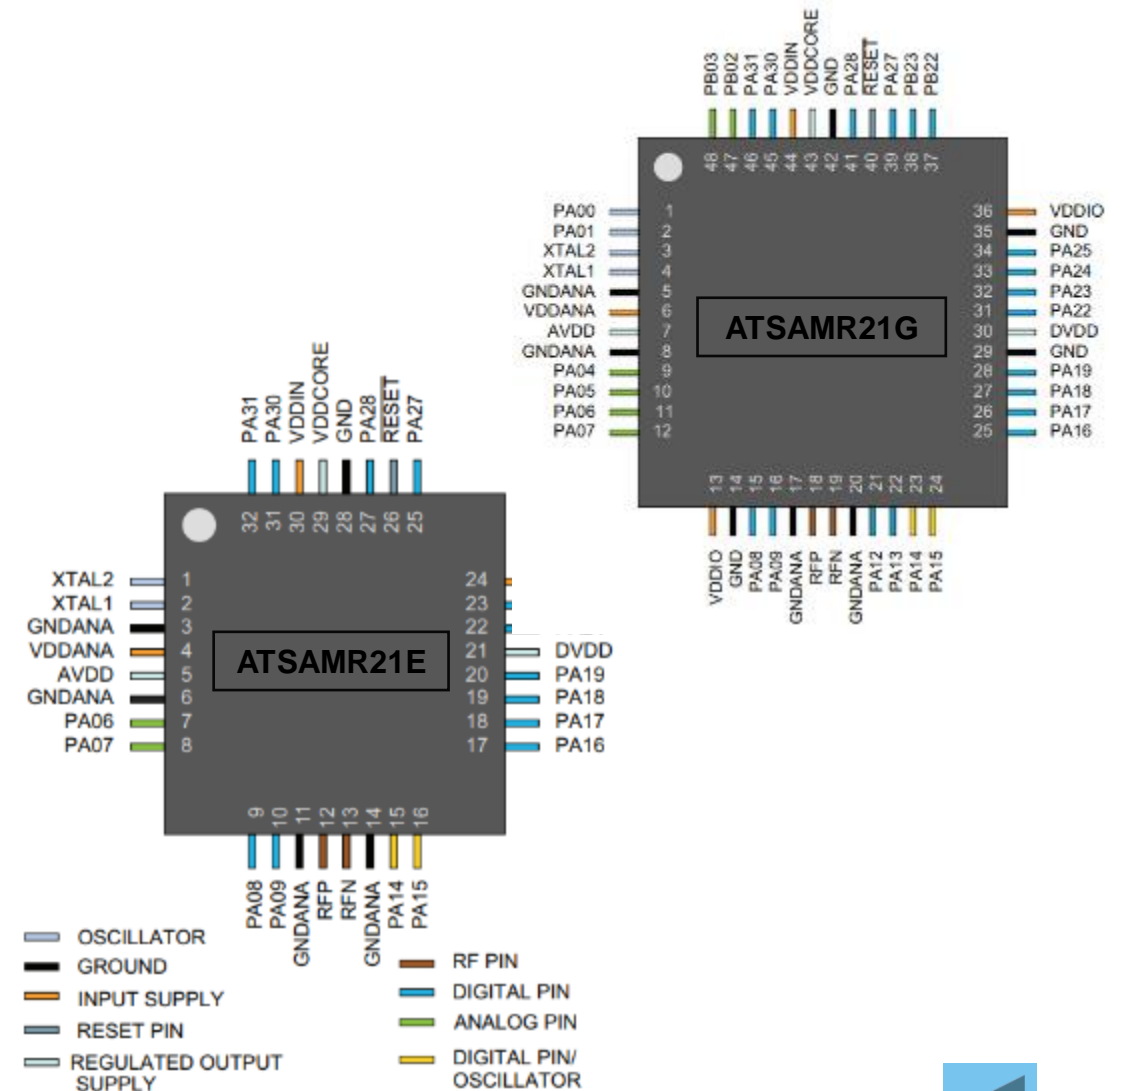 PB03
PB02
PA31
PA30
VDDIN
VDDCORE
GND
PA28
RESET
PA27
PB23
PB22
48
47
46
45
44
43
42
41
40
39
38
37
PA00 1
PA01 2
XTAL2 3
XTAL1 4
GNDANA 5
VDDANA 6
AVDD 7
GNDANA 8
PA04 9
PA05 10
PA06 11
PA07 12
ATSAMR21G
36 VDDIO
35 GND
34 PA25
33 PA24
32 PA23
31 PA22
30 DVDD
29 GND
28 PA19
27 PA18
26 PA17
25 PA16
13
14
15
16
17
18
19
20
21
22
23
24
VDDIO
GND
PA08
PA09
GNDANA
RFP
RFN
GNDANA
PA12
PA13
PA14
PA15
PA31
PA30
VDDIN
VDDCORE
GND
PA28
RESET
PA27
32
31
30
29
28
27
26
25
XTAL2 1
XTAL1 2
GNDANA 3
VDDANA 4
AVDD 5
GNDANA 6
PA06 7
PA07 8
ATSAMR21E
24
23
22
21 DVDD
20 PA19
19 PA18
18 PA17
17 PA16
9
10
11
12
13
14
15
16
PA08
PA09
GNDANA
RFP
RFN
GNDANA
PA14
PA15
OSCILLATOR
GROUND
INPUT SUPPLY
RESET PIN
REGULATED OUTPUT
SUPPLY
RF PIN
DIGITAL PIN
ANALOG PIN
DIGITAL PIN/
OSCILLATOR